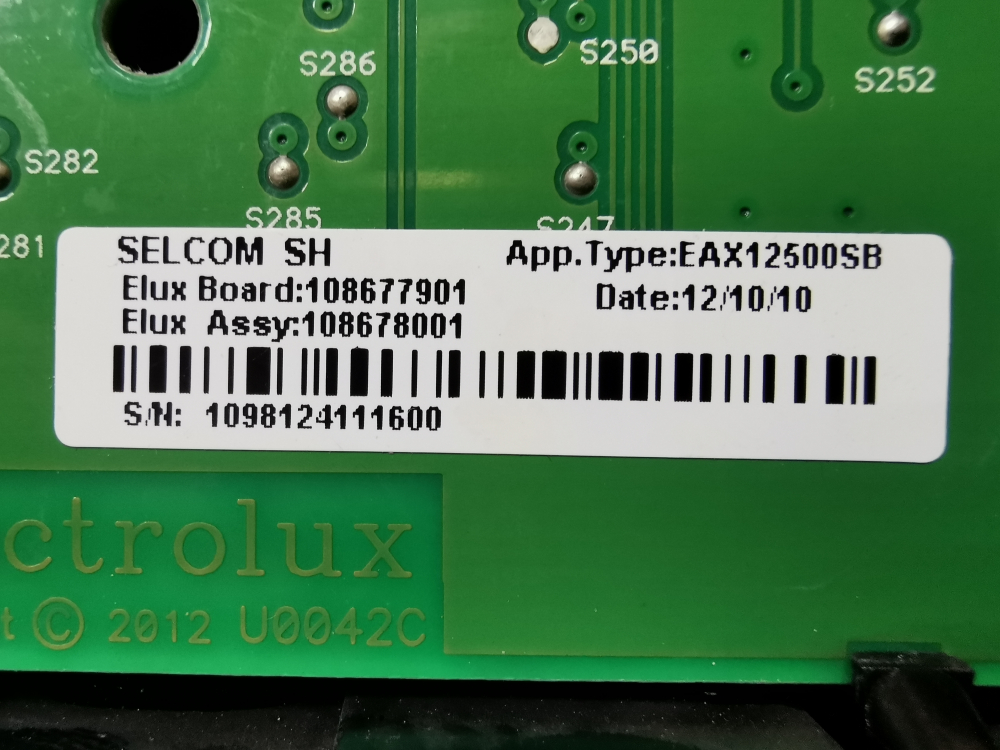 S286
S250
S252
S282
S285
S247
281
SELCOM SH
App.Type:EAX12500SB
Elux Board:108677901
Date:12/10/10
Elux Assy:108678001
S/N: 1098124111600
ctrolux
t © 2012 U0042C